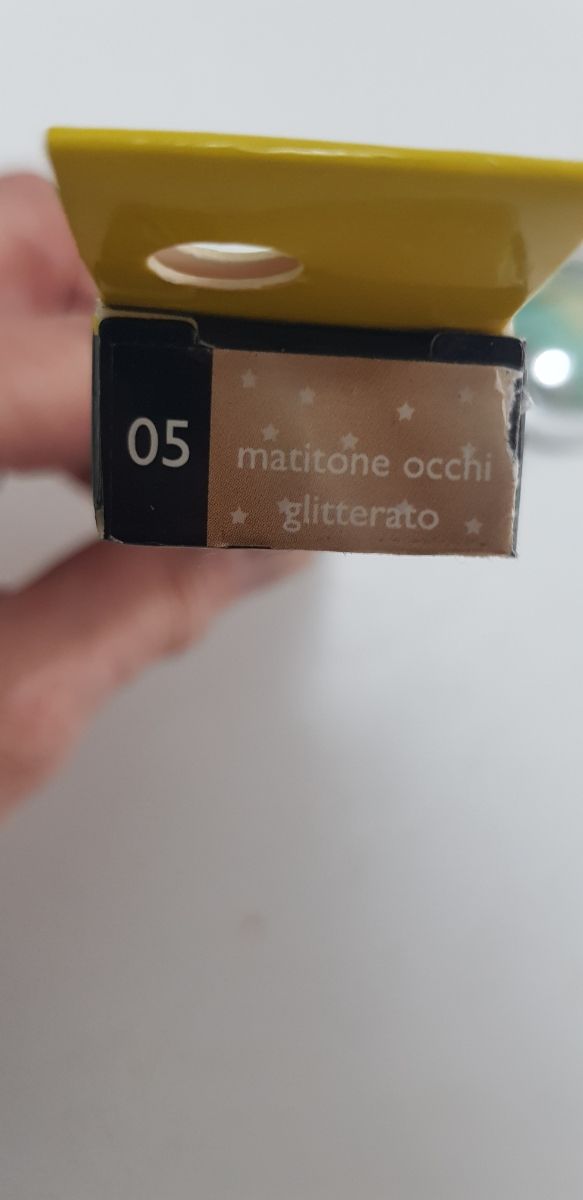 05
matitone occhi
glitterato